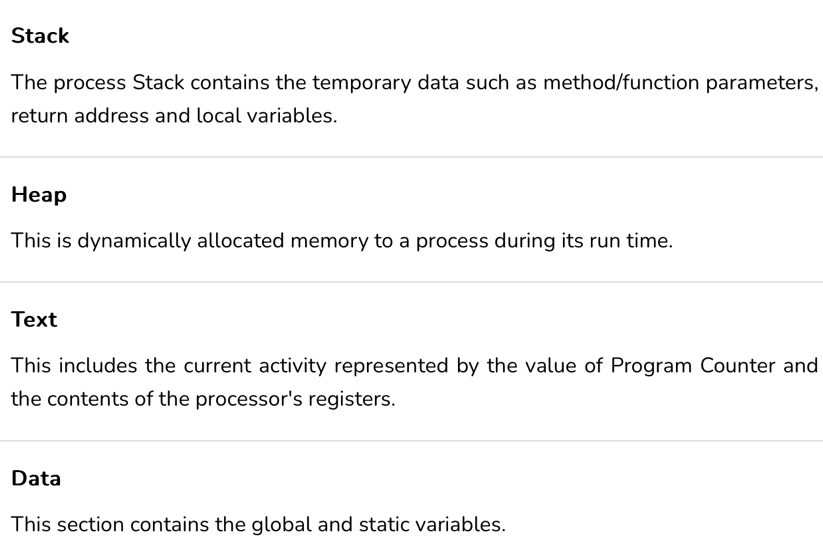 Stack
The process Stack contains the temporary data such as method/function parameters,
return address and local variables.
Heap
This is dynamically allocated memory to a process during its run time.
Text
This includes the current activity represented by the value of Program Counter and
the contents of the processor's registers.
Data
This section contains the global and static variables.